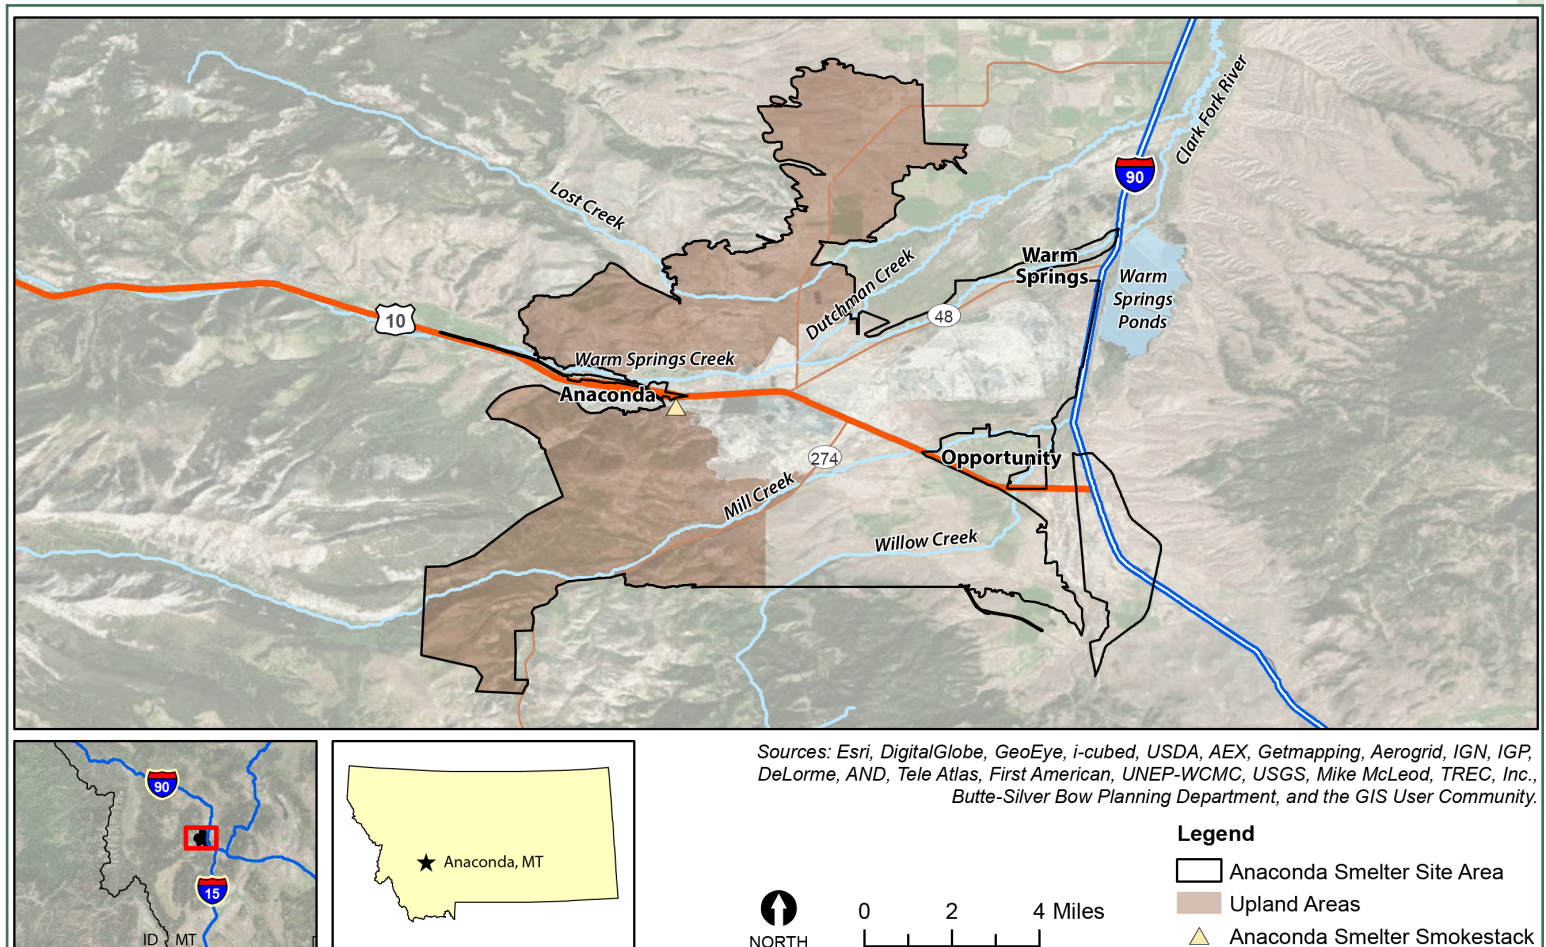 Clark Fork River
90
Lost Creek
Warm
Springs
Dutchman Creek
Warm
Springs
Ponds
48
10
Warm Springs Creek
Anaconda
274
Opportunity
Mill Creek
Willow Creek
Sources: Esri, DigitalGlobe, GeoEye, i-cubed, USDA, AEX, Getmapping, Aerogrid, IGN, IGP,
DeLorme, AND, Tele Atlas, First American, UNEP-WCMC, USGS, Mike McLeod, TREC, Inc.,
Butte-Silver Bow Planning Department, and the GIS User Community.
90
15
ID
MT
Anaconda, MT
NORTH
0 2 4 Miles
Legend
Anaconda Smelter Site Area
Upland Areas
Anaconda Smelter Smokestack